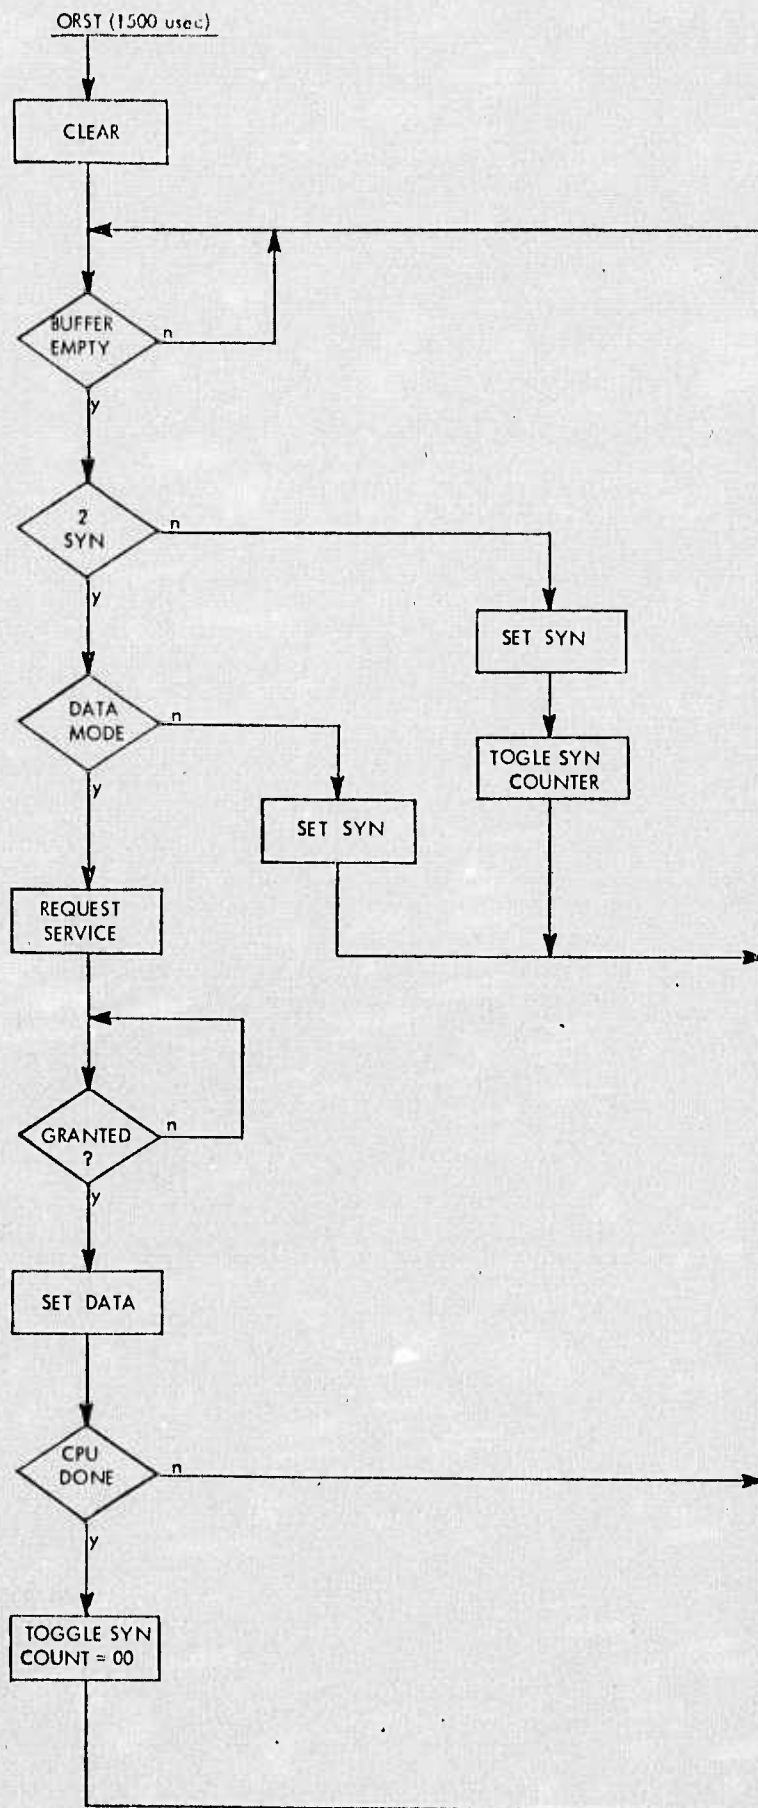 ORST (1500 usec)
CLEAR
BUFFER
EMPTY
n
y
2
SYN
n
y
SET SYN
DATA
MODE
n
y
TOGLE SYN
COUNTER
SET SYN
REQUEST
SERVICE
GRANTED
?
n
y
SET DATA
CPU
DONE
n
y
TOGGLE SYN
COUNT = 00